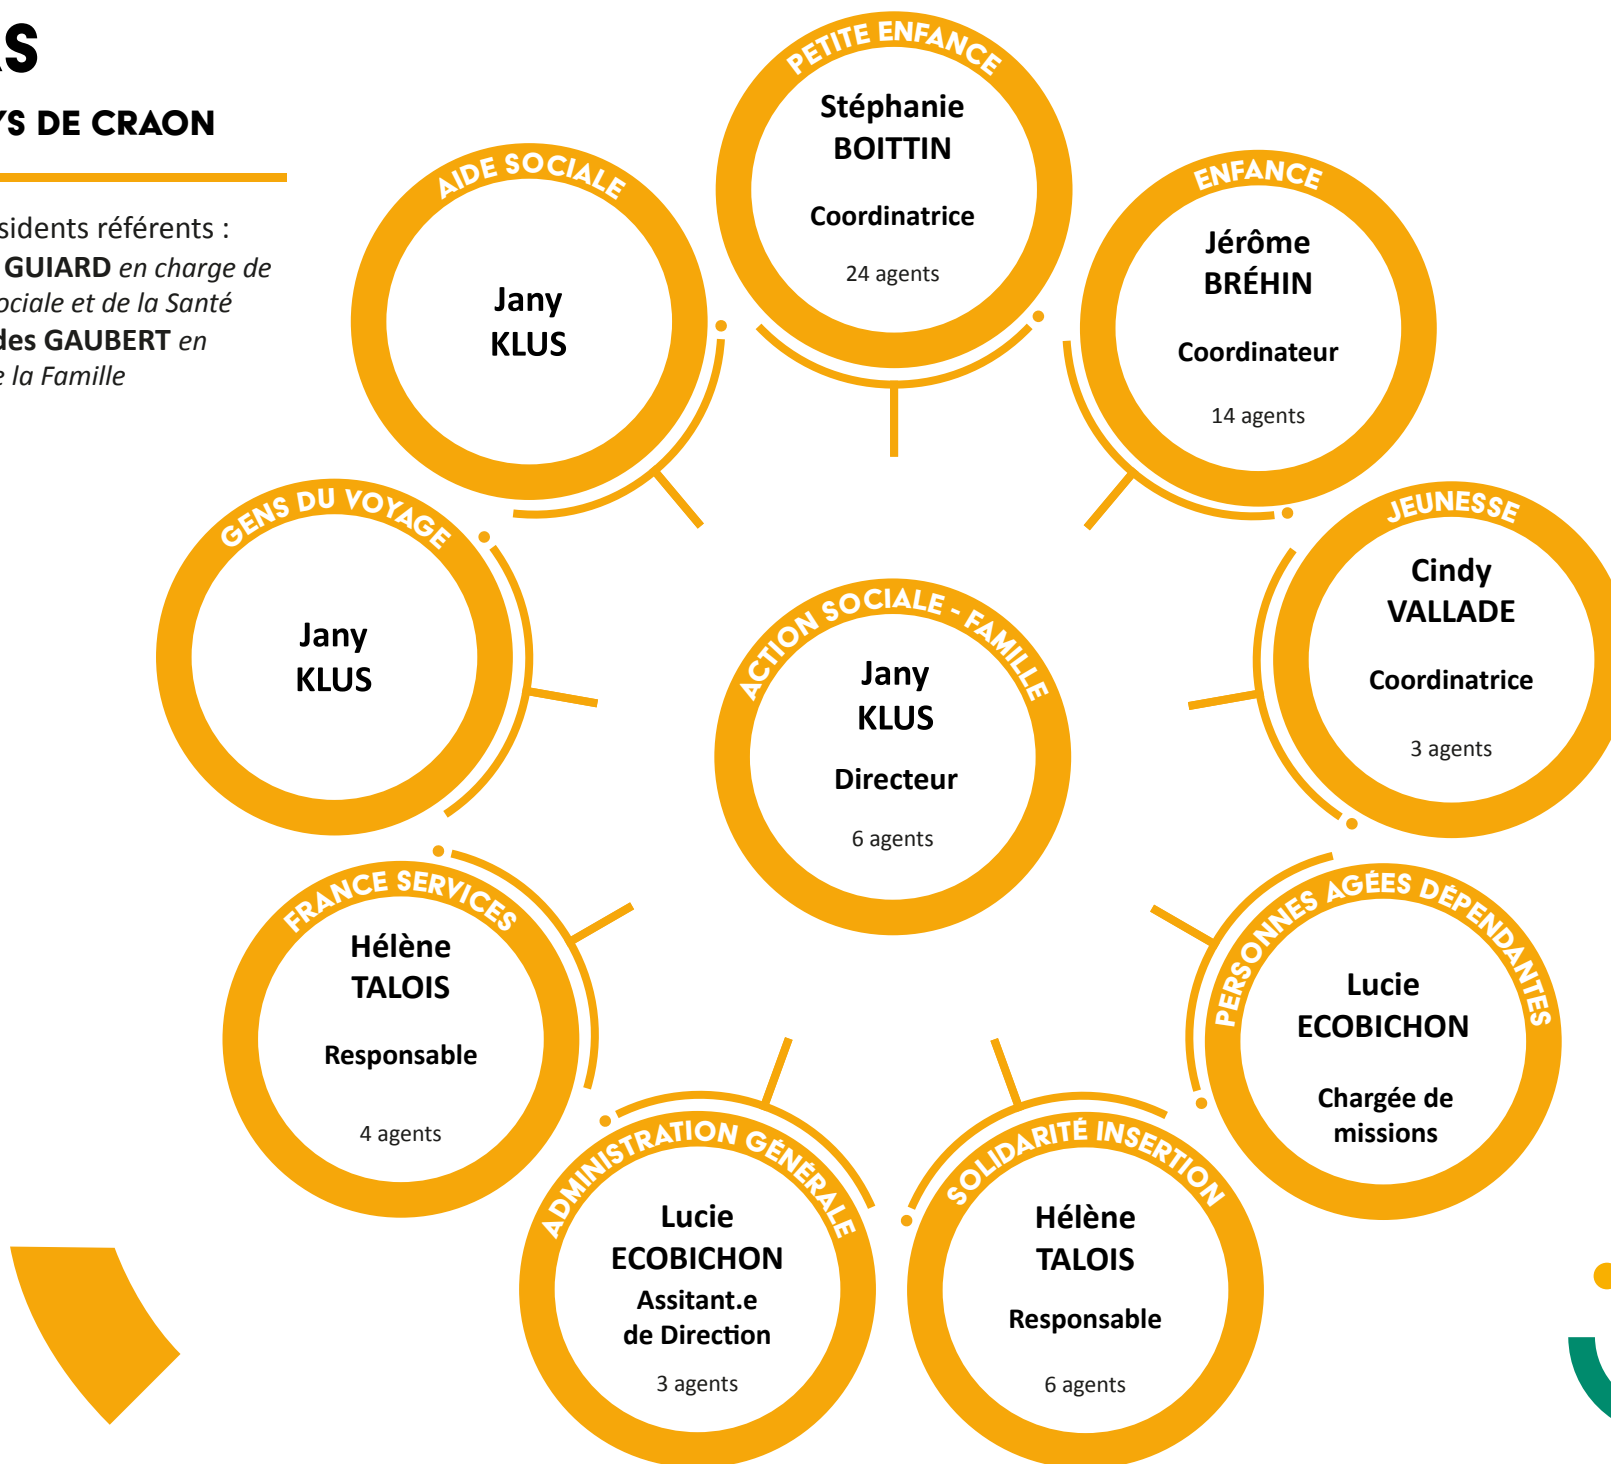 S
S DE CRAON
sidents référents :
GUIARD en charge de
ociale et de la Santé
des GAUBERT en
e la Famille
PETITE ENFANCE
Stéphanie
BOITTIN
Coordinatrice
24 agents
AIDE SOCIALE
Jany
KLUS
ENFANCE
Jérôme
BRÉHIN
Coordinateur
14 agents
GENS DU VOYAGE
Jany
KLUS
JEUNESSE
Cindy
VALLADE
Coordinatrice
3 agents
ACTION SOCIALE - FAMILLE
Jany
KLUS
Directeur
6 agents
FRANCE SERVICES
Hélène
TALOIS
Responsable
4 agents
PERSONNES AGÉES DÉPENDANTES
Lucie
ECOBICHON
Chargée de
missions
ADMINISTRATION GÉNÉRALE
Lucie
ECOBICHON
Assitant.e
de Direction
3 agents
SOLIDARITÉ INSERTION
Hélène
TALOIS
Responsable
6 agents